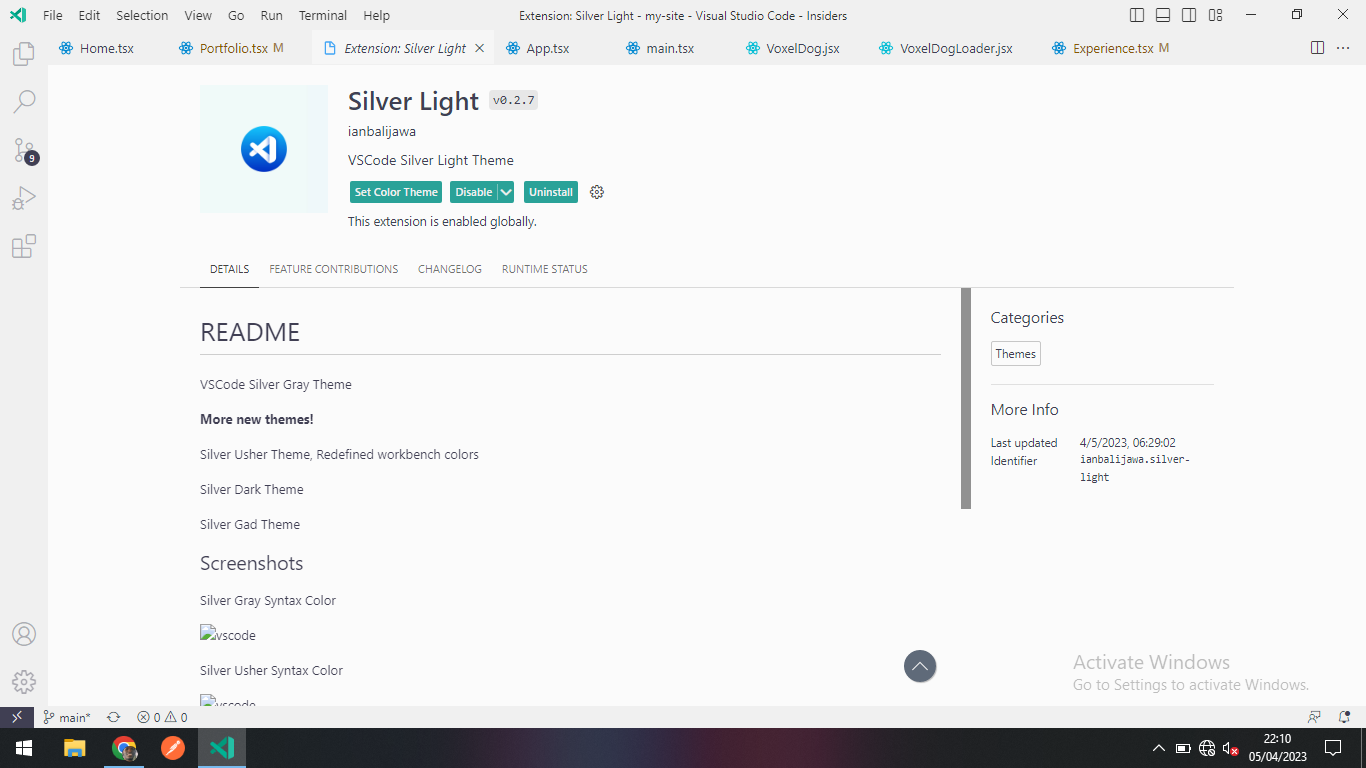 File Edit Selection View Go Run Terminal Help Extension: Silver Light - my-site - Visual Studio Code - Insiders
Home.tsx Portfolio.tsx M Extension: Silver Light App.tsx main.tsx VoxelDog.jsx VoxelDogLoader.jsx Experience.tsx M
9
Silver Light v0.2.7
ianbalijawa
VSCode Silver Light Theme
Set Color Theme Disable Uninstall
This extension is enabled globally.
DETAILS FEATURE CONTRIBUTIONS CHANGELOG RUNTIME STATUS
README
VSCode Silver Gray Theme
More new themes!
Silver Usher Theme, Redefined workbench colors
Silver Dark Theme
Silver Gad Theme
Screenshots
Silver Gray Syntax Color
vscode
Silver Usher Syntax Color
vscode
Categories
Themes
More Info
Last updated 4/5/2023, 06:29:02
Identifier ianbalijawa.silver-
light
Activate Windows
Go to Settings to activate Windows.
main* 0 0
22:10
05/04/2023